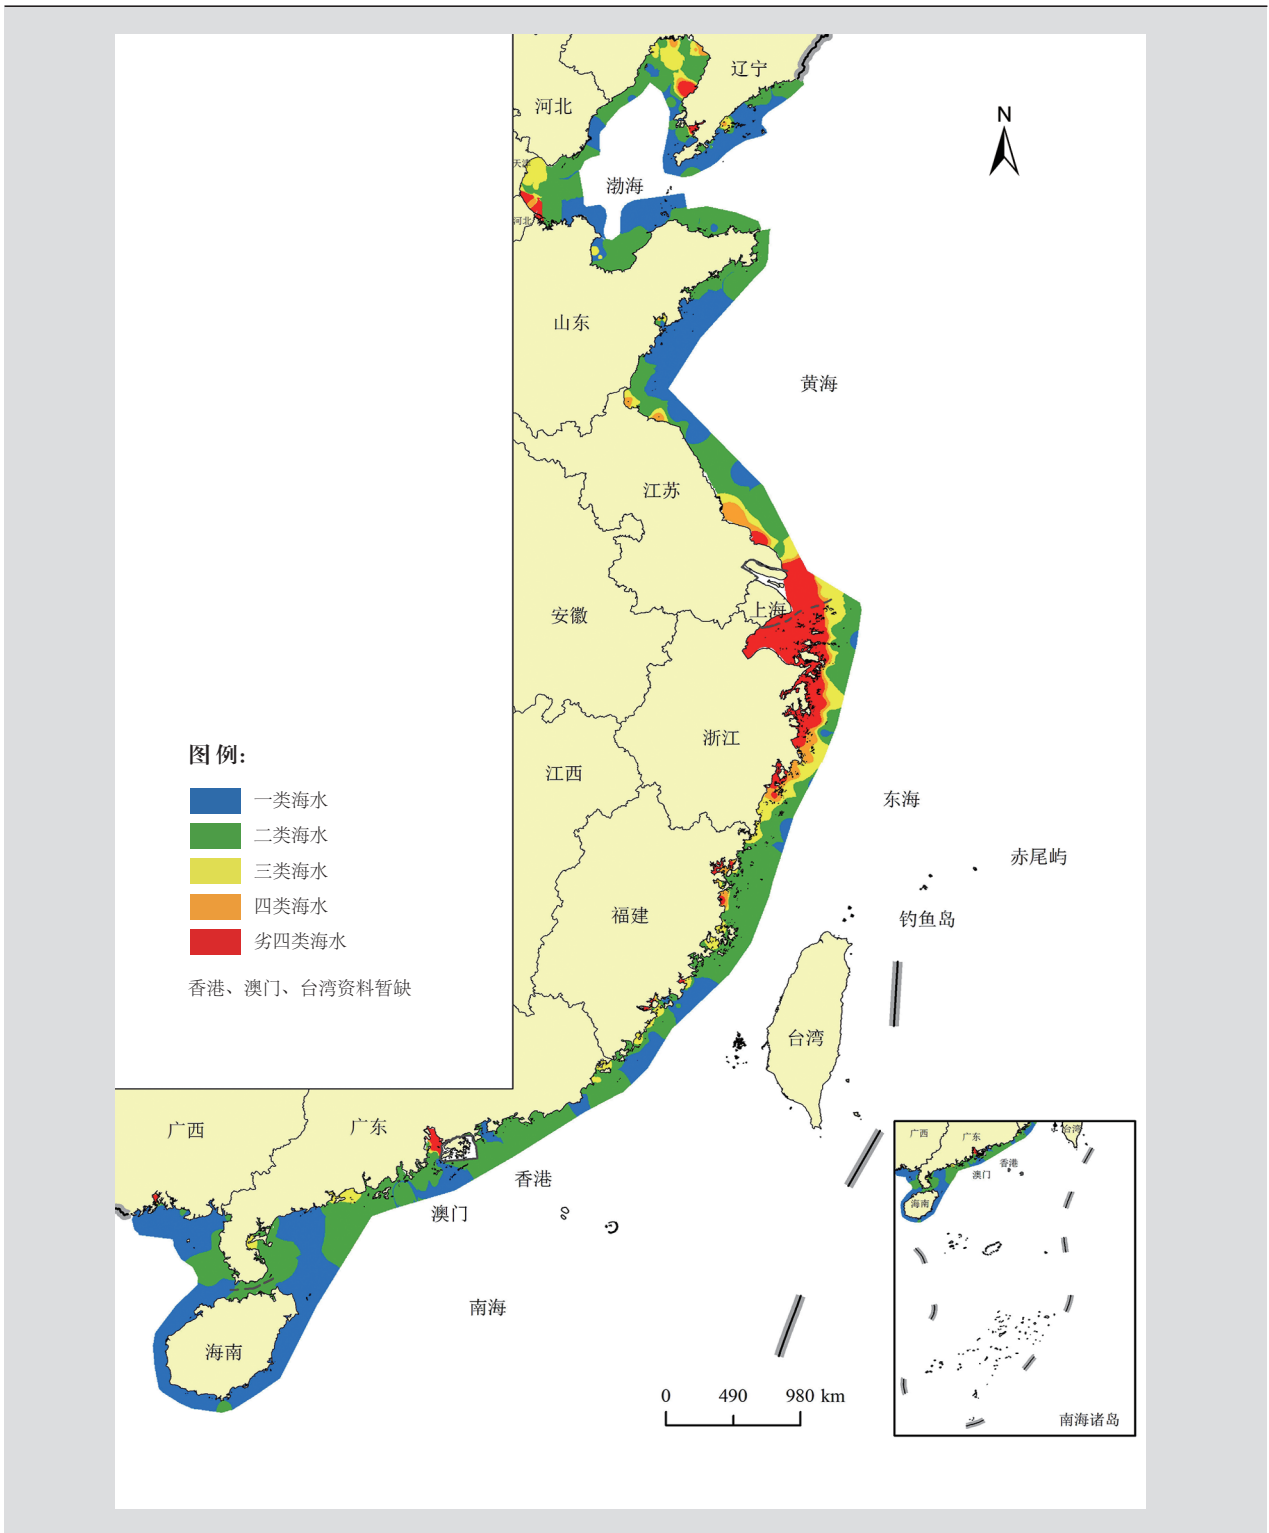 辽宁
河北
N
天津
渤海
河北
山东
黄海
江苏
上海
安徽
浙江
图例:
江西
一类海水
东海
二类海水
赤尾屿
三类海水
四类海水
福建
钓鱼岛
劣四类海水
香港、澳门、台湾资料暂缺
台湾
广西
广东
香港
澳门
南海
海南
0 490 980 km
广西
广东
台湾
香港
澳门
海南
南海诸岛